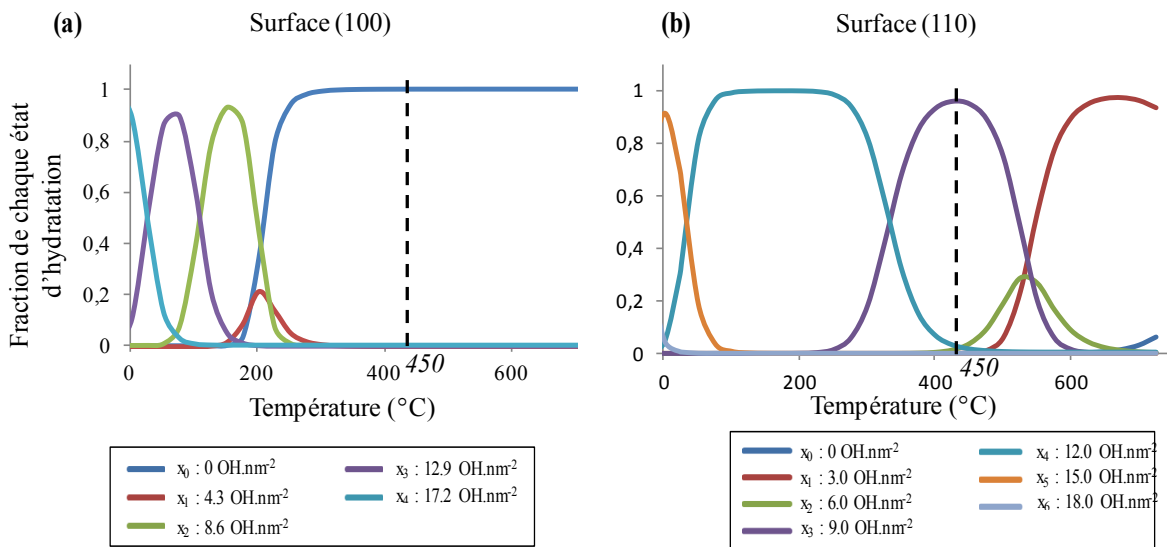 (a)
Surface (100)
Fraction de chaque état
d'hydratation
1
0,8
0,6
0,4
0,2
0
0
200
400
450
600
Température (°C)
x₀ : 0 OH.nm⁻²
x₁ : 4.3 OH.nm⁻²
x₂ : 8.6 OH.nm⁻²
x₃ : 12.9 OH.nm⁻²
x₄ : 17.2 OH.nm⁻²
(b)
Surface (110)
1
0,8
0,6
0,4
0,2
0
0
200
400
450
600
Température (°C)
x₀ : 0 OH.nm⁻²
x₁ : 3.0 OH.nm⁻²
x₂ : 6.0 OH.nm⁻²
x₃ : 9.0 OH.nm⁻²
x₄ : 12.0 OH.nm⁻²
x₅ : 15.0 OH.nm⁻²
x₆ : 18.0 OH.nm⁻²